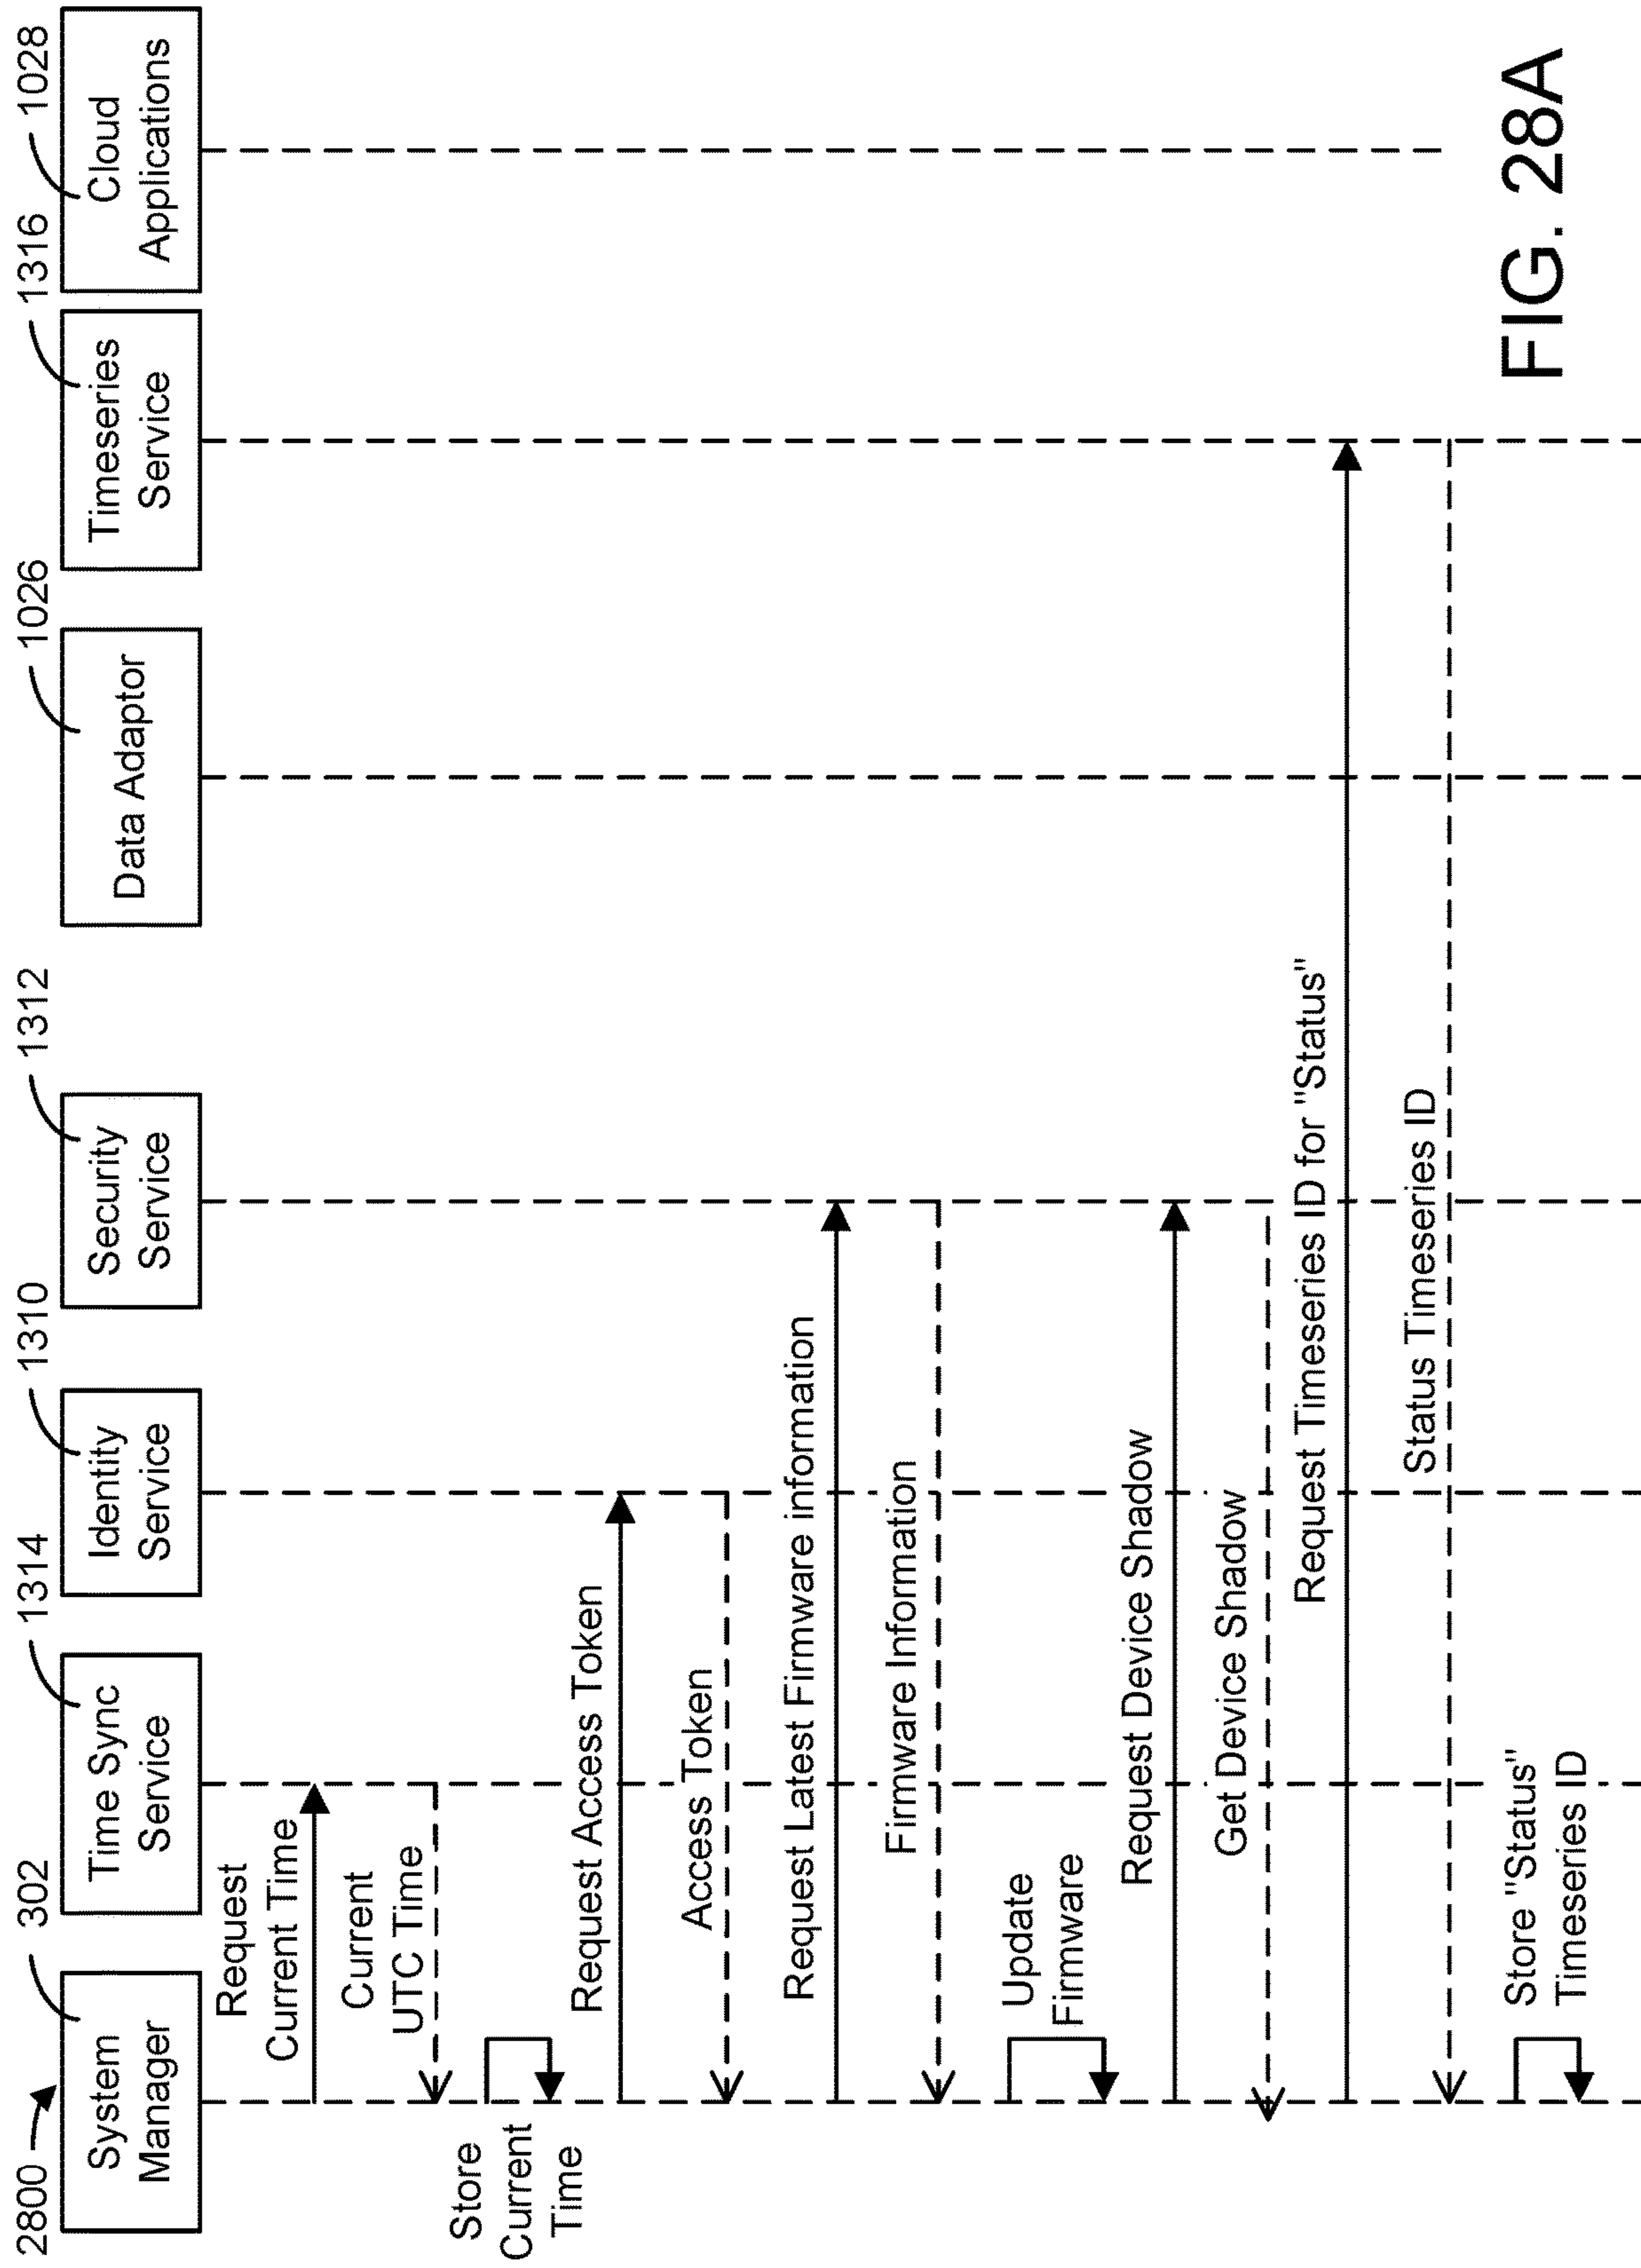 2800
302
System
Manager
1314
Time Sync
Service
1310
Identity
Service
1312
Security
Service
1026
Data Adaptor
1316
Timeseries
Service
1028
Cloud
Applications
Request
Current Time
Current
UTC Time
Store
Current
Time
Request Access Token
Access Token
Request Latest Firmware information
Firmware Information
Update
Firmware
Request Device Shadow
Get Device Shadow
Request Timeseries ID for "Status"
Status Timeseries ID
Store "Status"
Timeseries ID
FIG. 28A